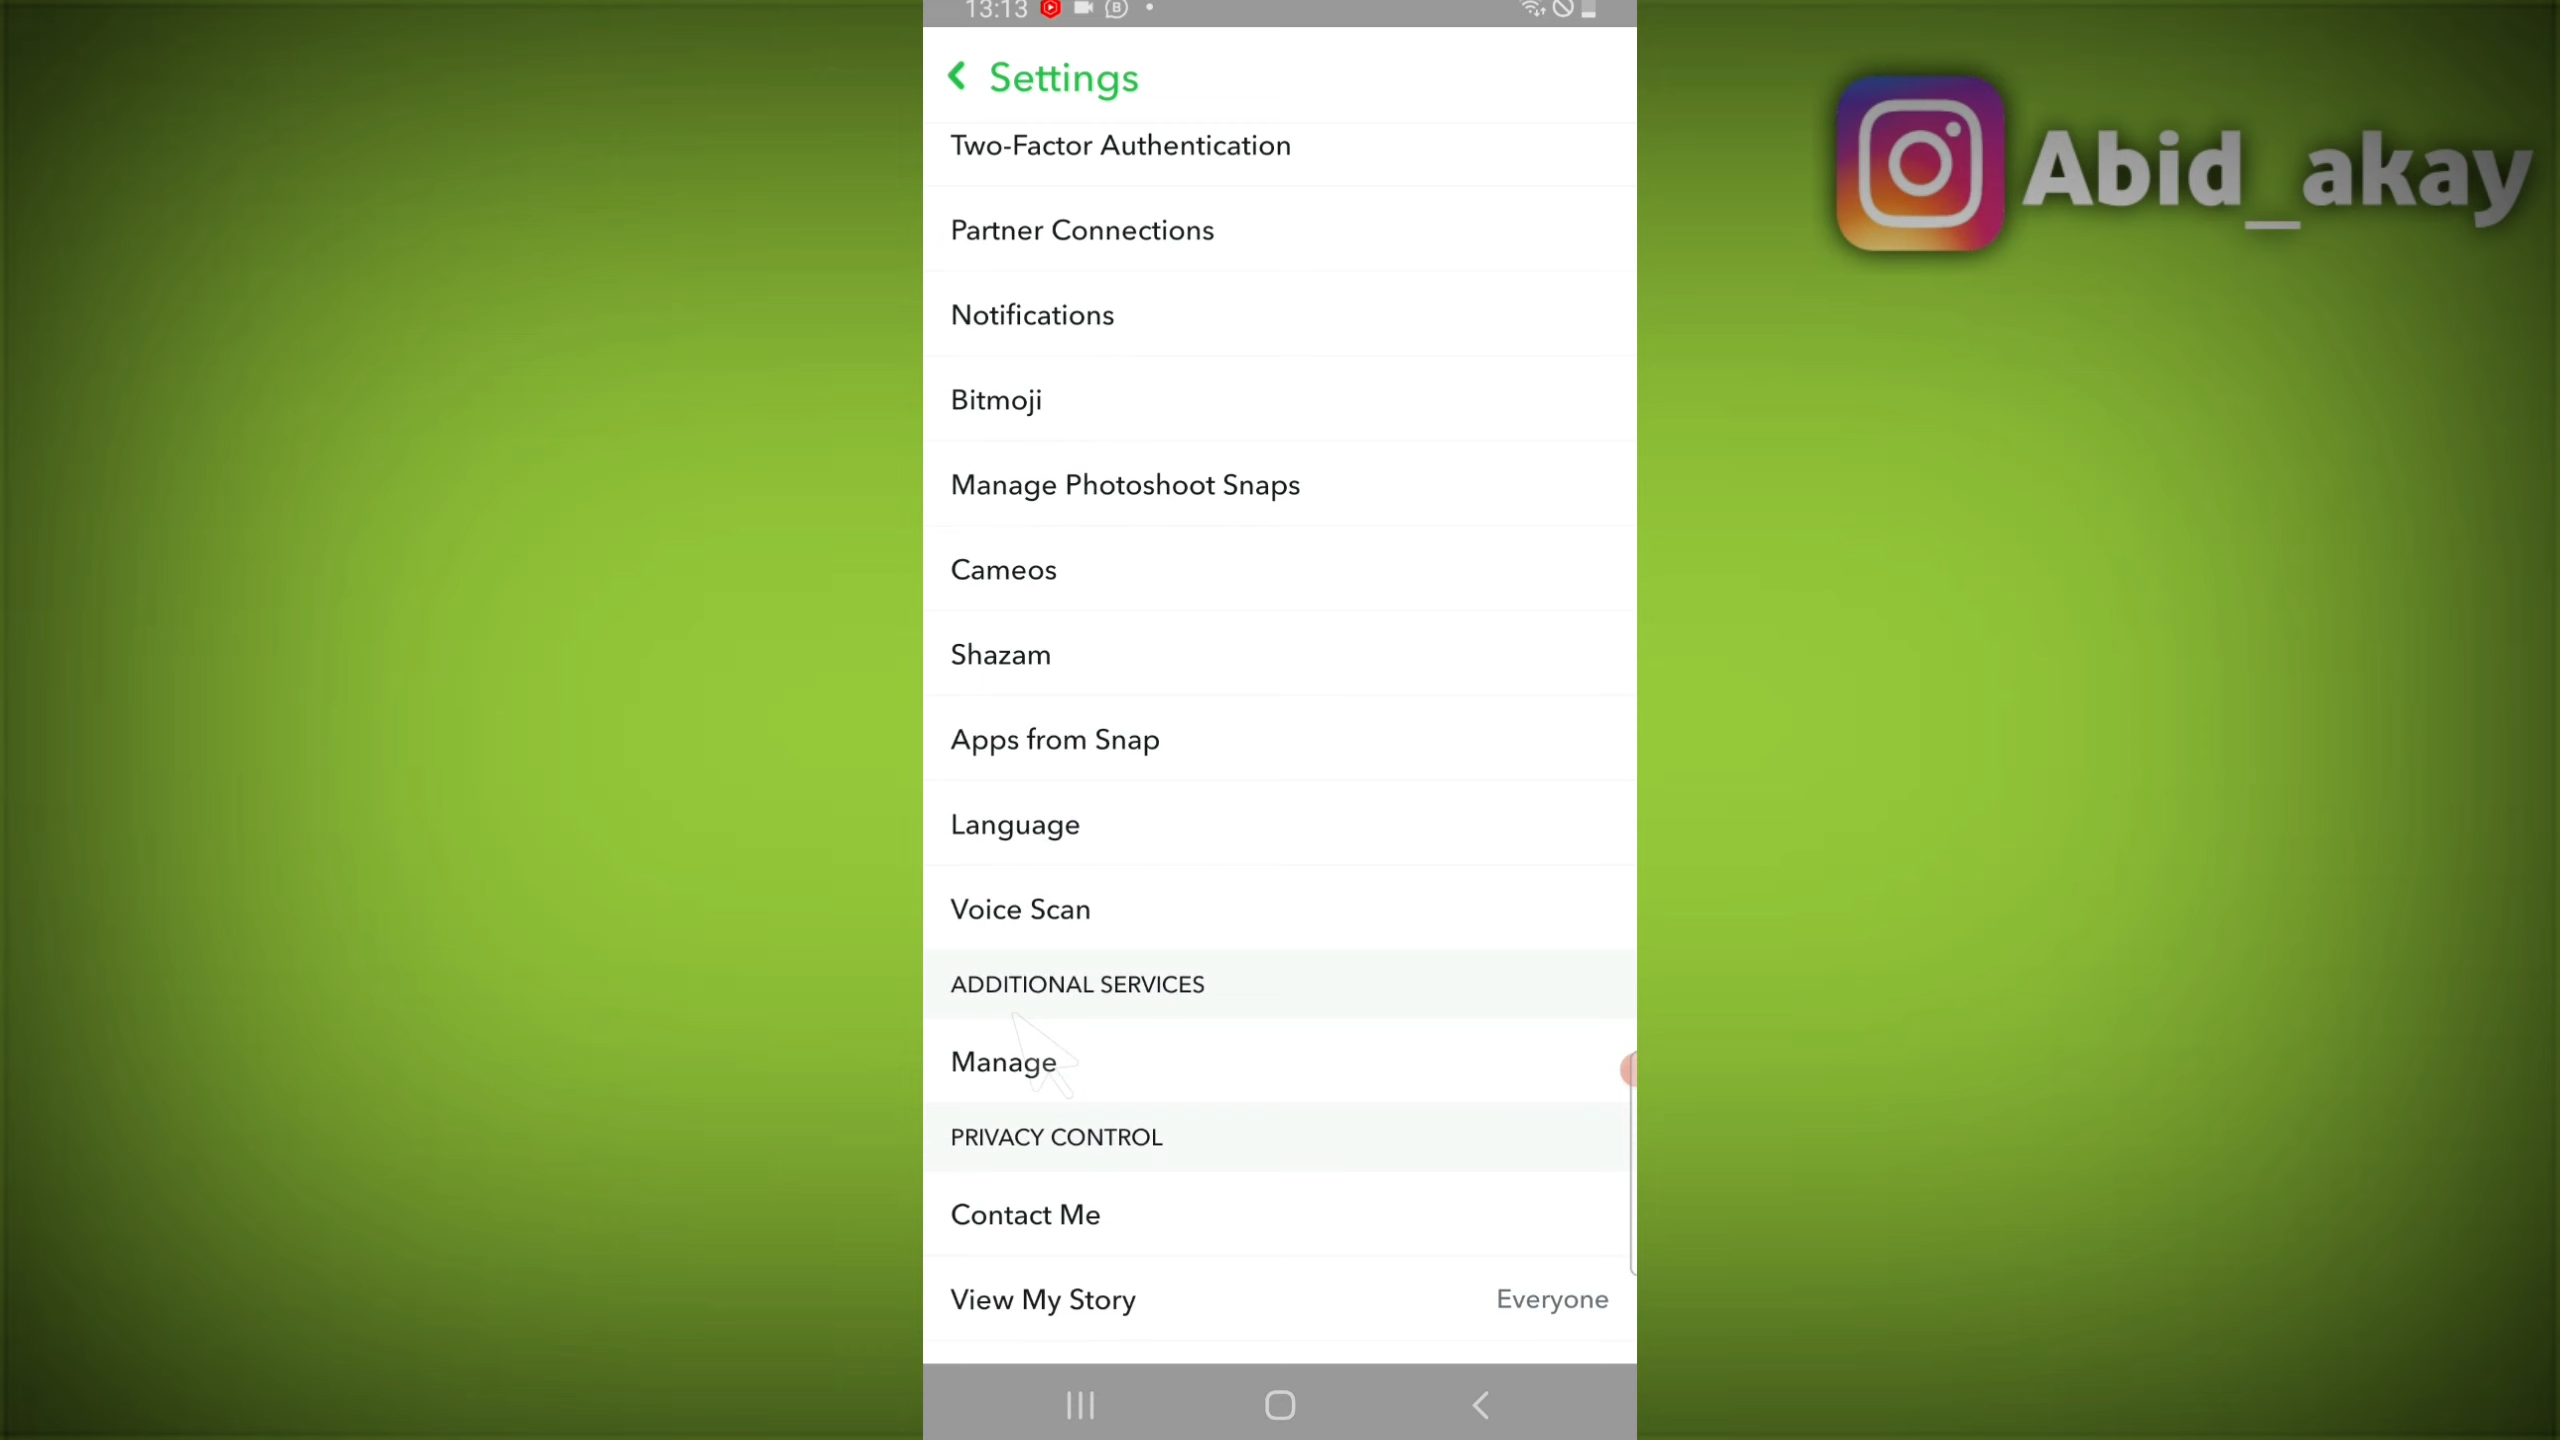 13:13
Settings
Abid_akay
Two-Factor Authentication
Partner Connections
Notifications
Bitmoji
Manage Photoshoot Snaps
Cameos
Shazam
Apps from Snap
Language
Voice Scan
ADDITIONAL SERVICES
Manage
PRIVACY CONTROL
Contact Me
View My Story Everyone